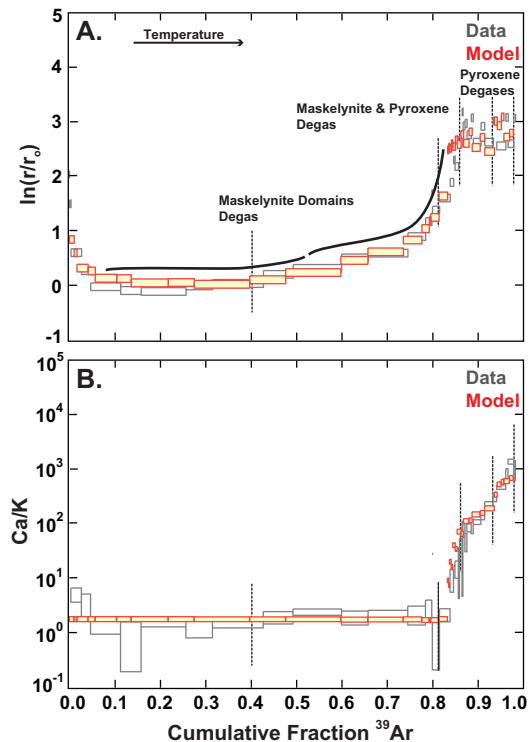 A.
Temperature
Data
Model
Pyroxene
Degases
Maskelynite & Pyroxene
Degas
Maskelynite Domains
Degas
ln(r/rₒ)
4
3
2
1
0
-1
B.
Data
Model
Ca/K
10⁵
10⁴
10³
10²
10¹
10⁰
10⁻¹
0.0 0.1 0.2 0.3 0.4 0.5 0.6 0.7 0.8 0.9 1.0
Cumulative Fraction ³⁹Ar